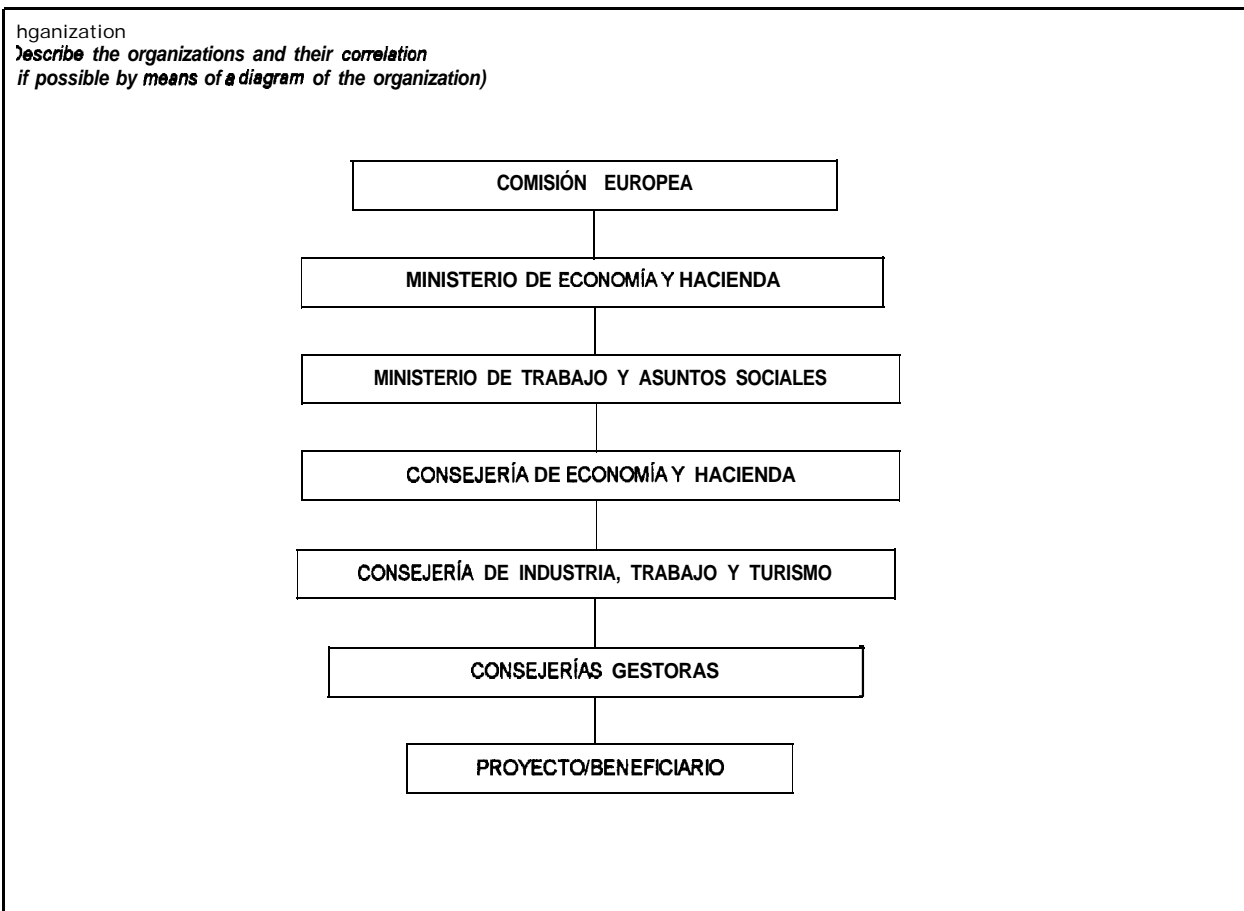 hganization
)escribe the organizations and their correlation
if possible by means of a diagram of the organization)
COMISIÓN EUROPEA
MINISTERIO DE ECONOMÍA Y HACIENDA
MINISTERIO DE TRABAJO Y ASUNTOS SOCIALES
CONSEJERÍA DE ECONOMÍA Y HACIENDA
CONSEJERÍA DE INDUSTRIA, TRABAJO Y TURISMO
CONSEJERÍAS GESTORAS
PROYECTO/BENEFICIARIO